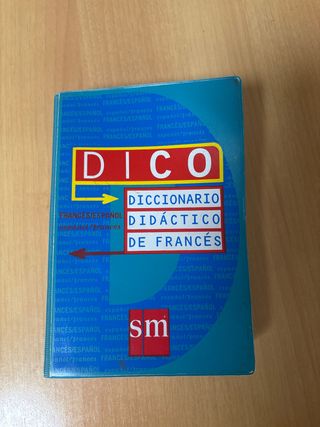 DICO
DICCIONARIO
FRANCÉS/ESPAÑOL
DIDÁCTICO
español/francés
DE FRANCÉS
sm